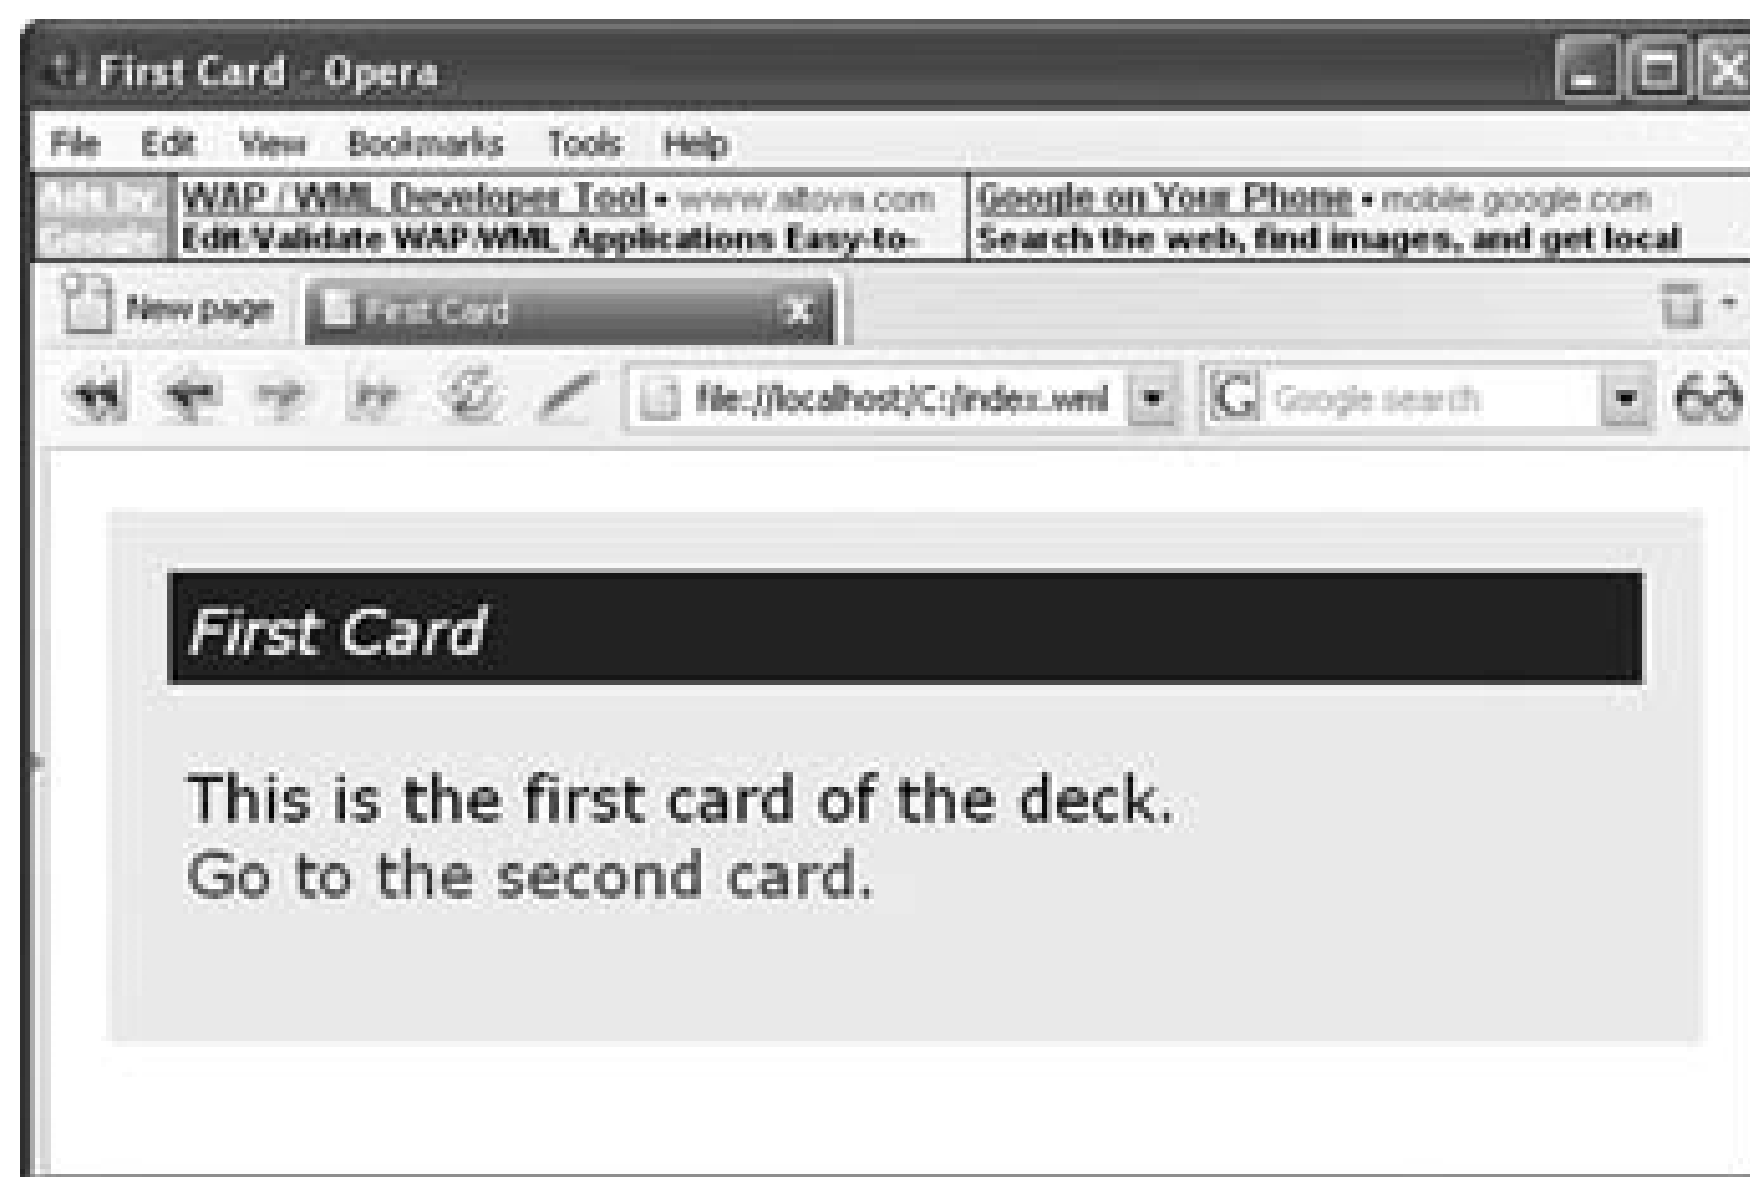 First Card - Opera
File Edit View Bookmarks Tools Help
Ads by WAP / WML Developer Tool • www.altova.com Google on Your Phone • mobile.google.com
Google Edit/Validate WAP-WML Applications Easy-to- Search the web, find images, and get local
New page First Card
file://localhost/C:/index.wml G Google search
First Card
This is the first card of the deck.
Go to the second card.